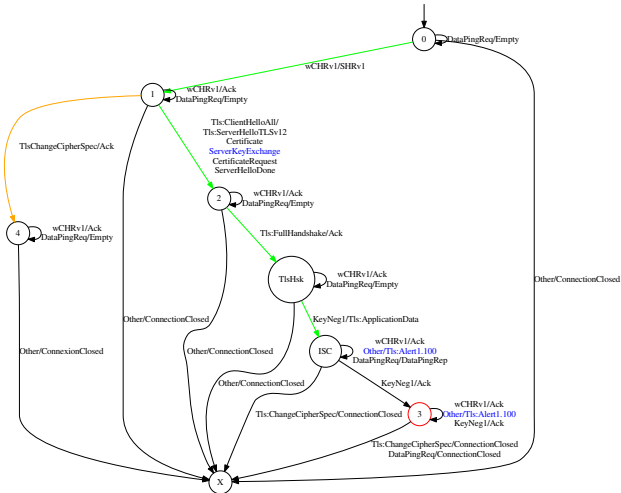 0
DataPingReq/Empty
wCHRv1/SHRv1
1
wCHRv1/Ack
DataPingReq/Empty
Tls:ClientHelloAll/
Tls:ServerHelloTLSv12
Certificate
ServerKeyExchange
CertificateRequest
ServerHelloDone
TlsChangeCipherSpec/Ack
2
wCHRv1/Ack
DataPingReq/Empty
4
wCHRv1/Ack
DataPingReq/Empty
Tls:FullHandshake/Ack
TlsHsk
wCHRv1/Ack
DataPingReq/Empty
Other/ConnectionClosed
Other/ConnectionClosed
KeyNeg1/Tls:ApplicationData
Other/ConnexionClosed
Other/ConnectionClosed
ISC
wCHRv1/Ack
Other/Tls:Alert1.100
DataPingReq/DataPingRep
Other/ConnectionClosed
KeyNeg1/Ack
Tls:ChangeCipherSpec/ConnectionClosed
3
wCHRv1/Ack
Other/Tls:Alert1.100
KeyNeg1/Ack
Tls:ChangeCipherSpec/ConnectionClosed
DataPingReq/ConnectionClosed
X